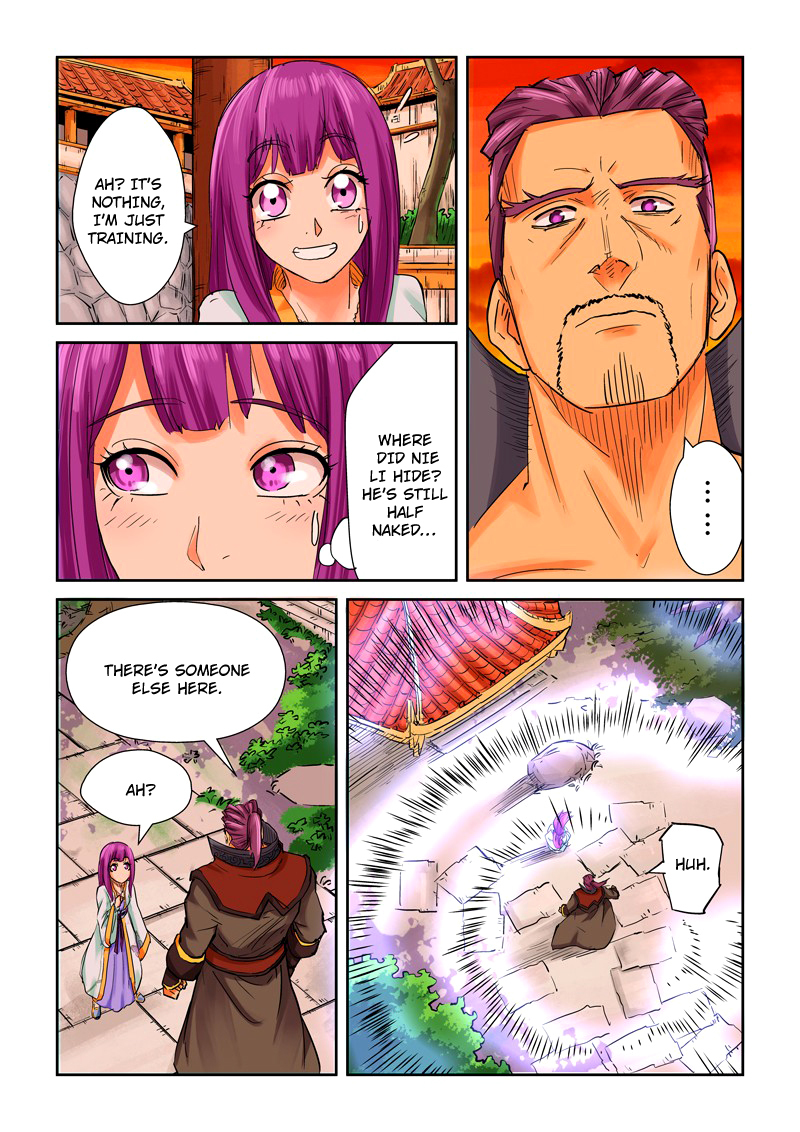 AH? IT'S
NOTHING,
I'M JUST
TRAINING.
....
WHERE
DID NIE
LI HIDE?
HE'S STILL
HALF
NAKED...
THERE'S SOMEONE
ELSE HERE.
AH?
HUH.